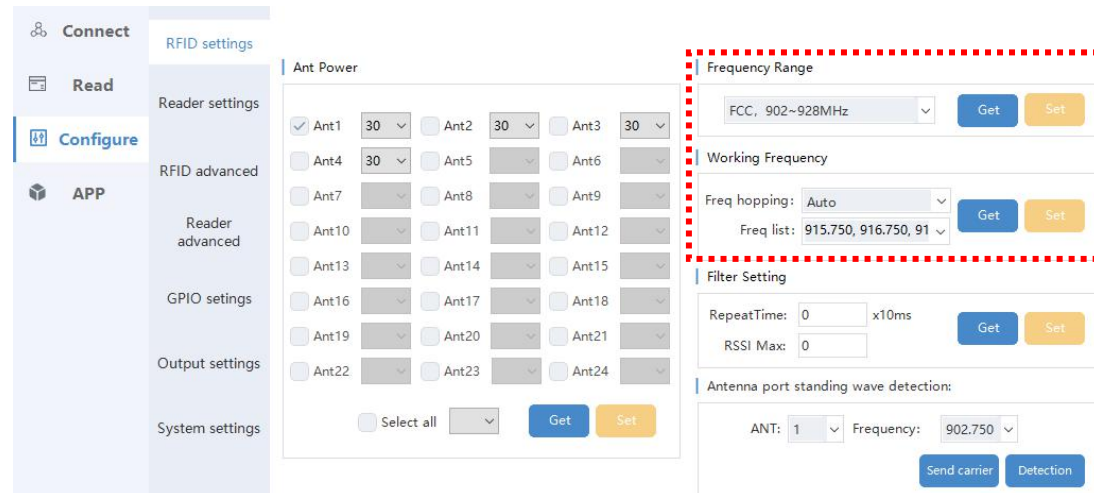 Connect
Read
Configure
APP
RFID settings
Reader settings
RFID advanced
Reader
advanced
GPIO setings
Output settings
System settings
Ant Power
Ant1 30 Ant2 30 Ant3 30
Ant4 30 Ant5 Ant6
Ant7 Ant8 Ant9
Ant10 Ant11 Ant12
Ant13 Ant14 Ant15
Ant16 Ant17 Ant18
Ant19 Ant20 Ant21
Ant22 Ant23 Ant24
Select all Get Set
Frequency Range
FCC, 902~928MHz Get Set
Working Frequency
Freq hopping: Auto
Freq list: 915.750, 916.750, 91
Get Set
Filter Setting
RepeatTime: 0 x10ms
RSSI Max: 0
Get Set
Antenna port standing wave detection:
ANT: 1 Frequency: 902.750
Send carrier Detection